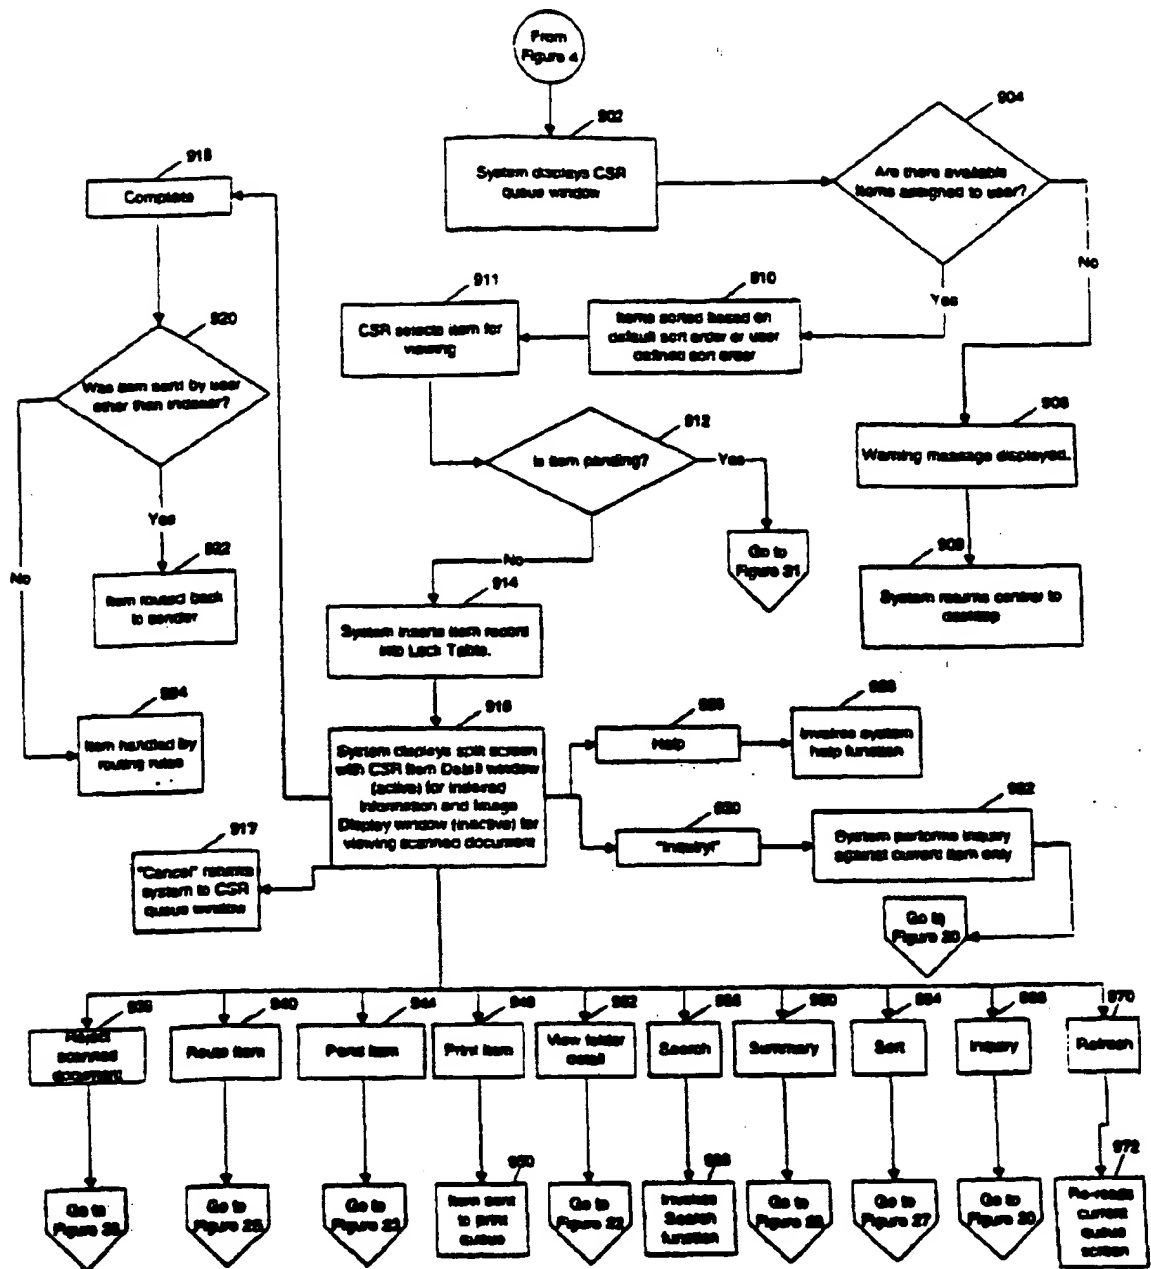 From
Figure 4
902
System displays CSR
queue window
904
Are there available
items assigned to user?
No
Yes
910
Items sorted based on
default sort order or user
defined sort order
911
CSR selects item for
viewing
918
Complete
920
Was item sent by user
other than indexer?
Yes
No
922
Item routed back
to sender
Item handled by
routing rules
912
Is item pending?
Yes
No
Go to
Figure 31
Warning message displayed.
System returns control to
desktop
914
System inserts item record
into Lock Table.
916
System displays split screen
with CSR Item Detail window
(active) for Indexed
Information and Image
Display window (inactive) for
viewing scanned document
917
"Cancel" returns
system to CSR
queue window
Help
Invokes system
help function
"Inquiry!"
System performs inquiry
against current item only
Go to
Figure 30
Reject
scanned
document
940
Route item
944
Pend item
Print item
View folder
detail
Search
Summary
Sort
Inquiry
970
Refresh
Go to
Figure
Go to
Figure 25
Go to
Figure 23
950
Item sent
to print
queue
Go to
Figure 22
Invokes
Search
function
Go to
Figure
Go to
Figure 27
Go to
Figure 30
972
Re-reads
current
queue
screen